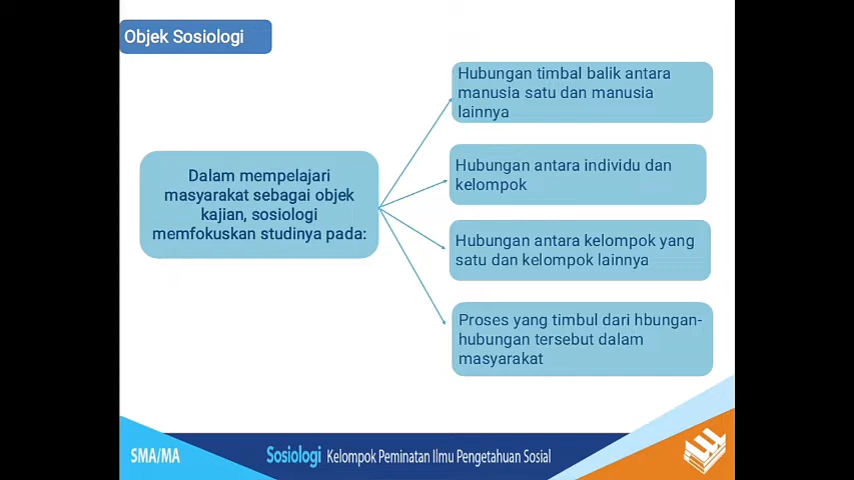 Objek Sosiologi
Dalam mempelajari
masyarakat sebagai objek
kajian, sosiologi
memfokuskan studinya pada:
Hubungan timbal balik antara
manusia satu dan manusia
lainnya
Hubungan antara individu dan
kelompok
Hubungan antara kelompok yang
satu dan kelompok lainnya
Proses yang timbul dari hbungan-
hubungan tersebut dalam
masyarakat
SMA/MA
Sosiologi Kelompok Peminatan Ilmu Pengetahuan Sosial